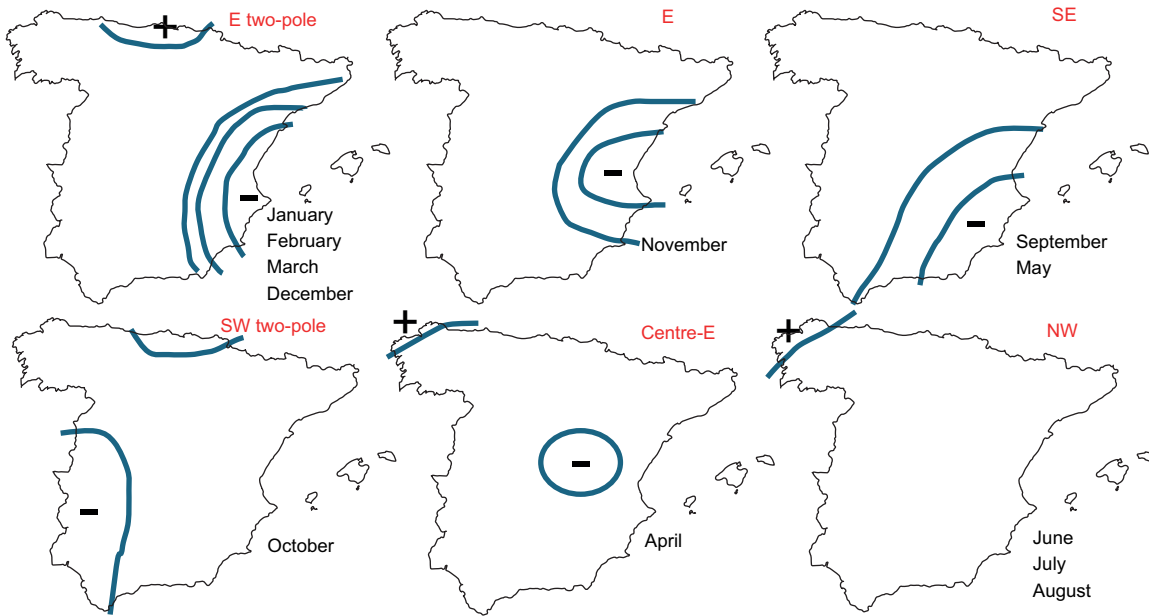 E two-pole
+
-
January
February
March
December
E
-
November
SE
-
September
May
SW two-pole
-
October
Centre-E
+
-
April
NW
+
June
July
August